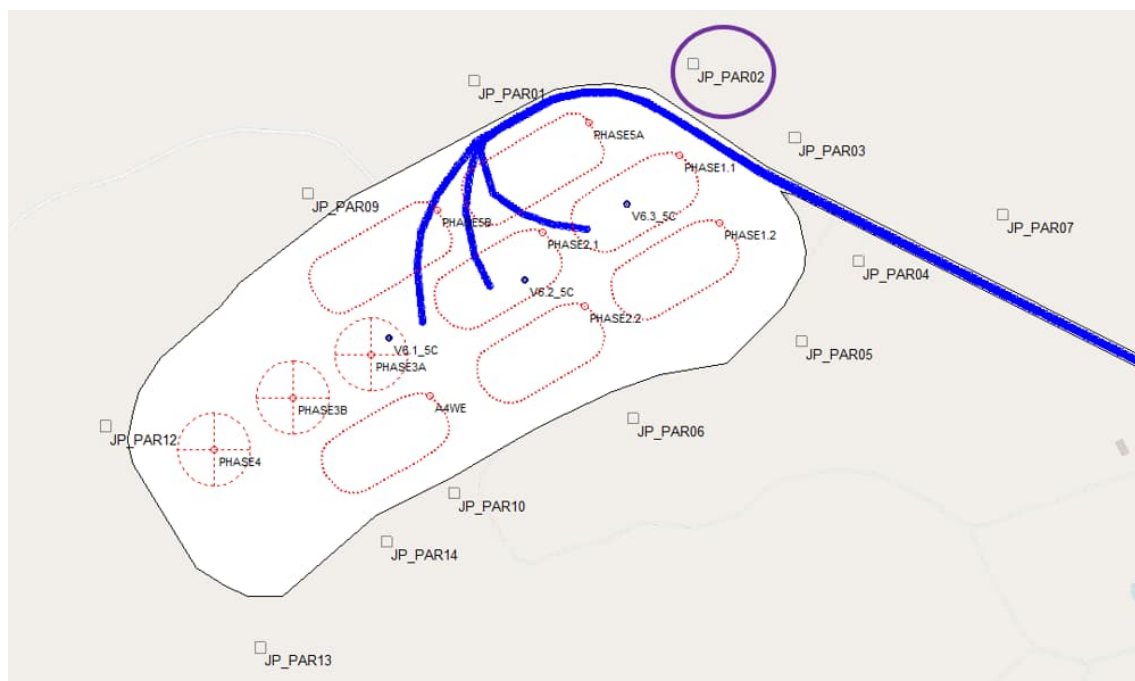 JP_PAR02
JP_PAR01
PHASE5A
JP_PAR03
PHASE1.1
JP_PAR09
V6.3_5C
PHASE5B
JP_PAR07
PHASE1.2
PHASE2.1
JP_PAR04
V6.2_5C
PHASE2.2
V6.1_5C
JP_PAR05
PHASE3A
PHASE3B
A4WE
JP_PAR06
JP_PAR12
PHASE4
JP_PAR10
JP_PAR14
JP_PAR13